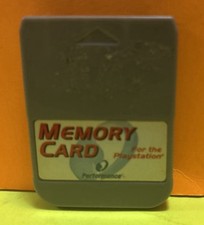 MEMORY
CARD
For the
PlayStation
Performance